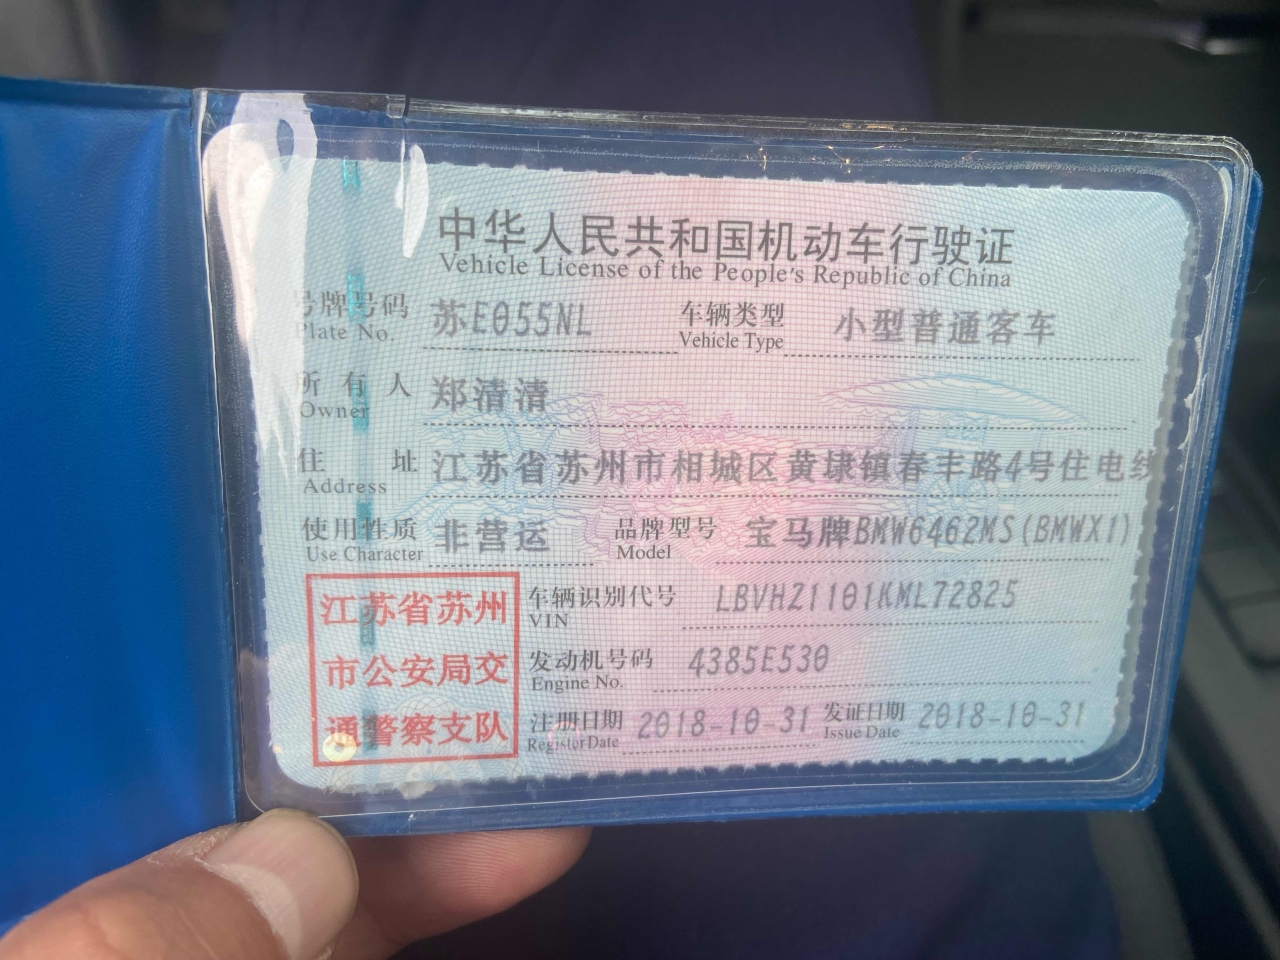 中华人民共和国机动车行驶证
Vehicle License of the People's Republic of China
号牌号码 苏E055NL 车辆类型 小型普通客车
Plate No. Vehicle Type
所有人 郑清清
Owner
住址 江苏省苏州市相城区黄埭镇春丰路4号住电线
Address
使用性质 非营运 品牌型号 宝马牌BMW6462MS(BMWX1)
Use Character Model
江苏省苏州
市公安局交
通警察支队
车辆识别代号 LBVHZ1101KML72825
VIN
发动机号码 4385E530
Engine No.
注册日期 2018-10-31 发证日期 2018-10-31
Register Date Issue Date